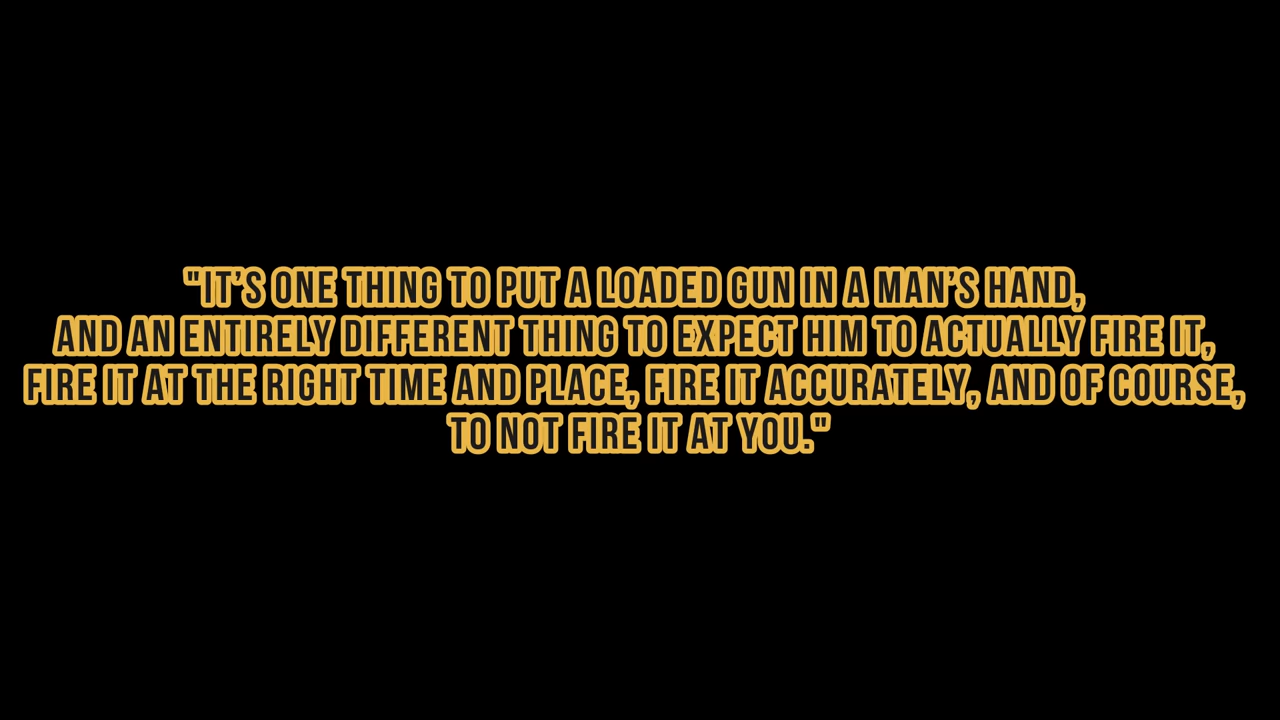 "IT'S ONE THING TO PUT A LOADED GUN IN A MAN'S HAND,
AND AN ENTIRELY DIFFERENT THING TO EXPECT HIM TO ACTUALLY FIRE IT,
FIRE IT AT THE RIGHT TIME AND PLACE, FIRE IT ACCURATELY, AND OF COURSE,
TO NOT FIRE IT AT YOU."